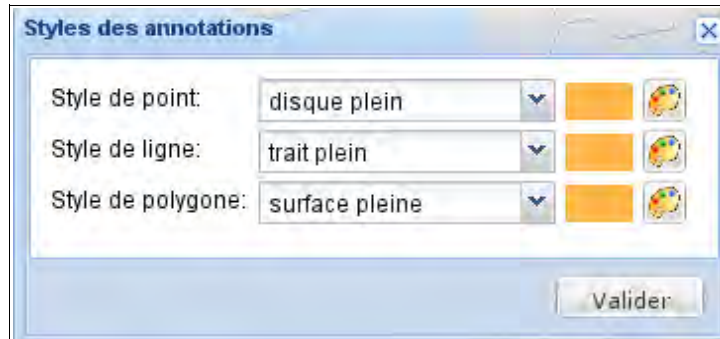 Styles des annotations
Style de point: disque plein
Style de ligne: trait plein
Style de polygone: surface pleine
Valider